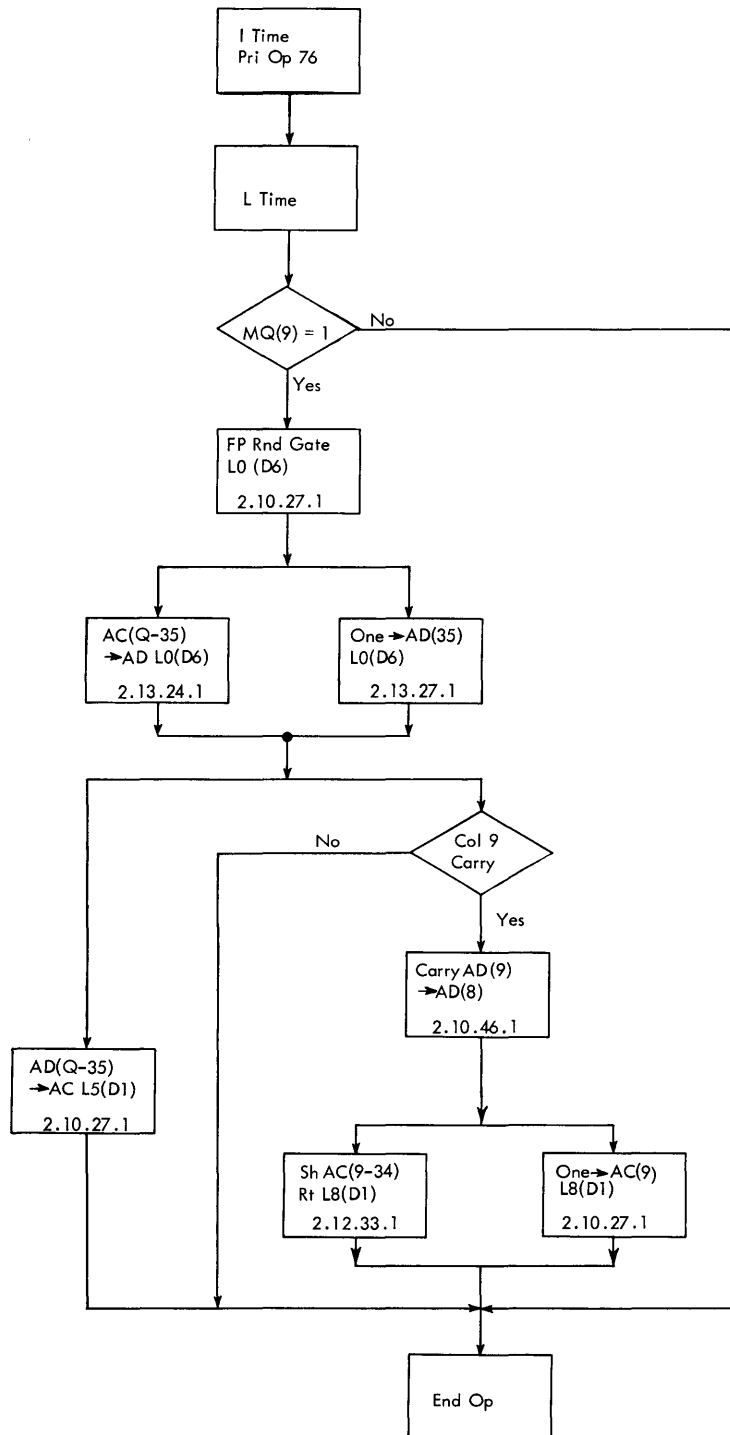 I Time
Pri Op 76
L Time
MQ(9) = 1
No
Yes
FP Rnd Gate
L0 (D6)
2.10.27.1
AC(Q-35)
→AD L0(D6)
2.13.24.1
One→AD(35)
L0(D6)
2.13.27.1
No
Col 9
Carry
Yes
Carry AD(9)
→AD(8)
2.10.46.1
AD(Q-35)
→AC L5(D1)
2.10.27.1
Sh AC(9-34)
Rt L8(D1)
2.12.33.1
One→AC(9)
L8(D1)
2.10.27.1
End Op